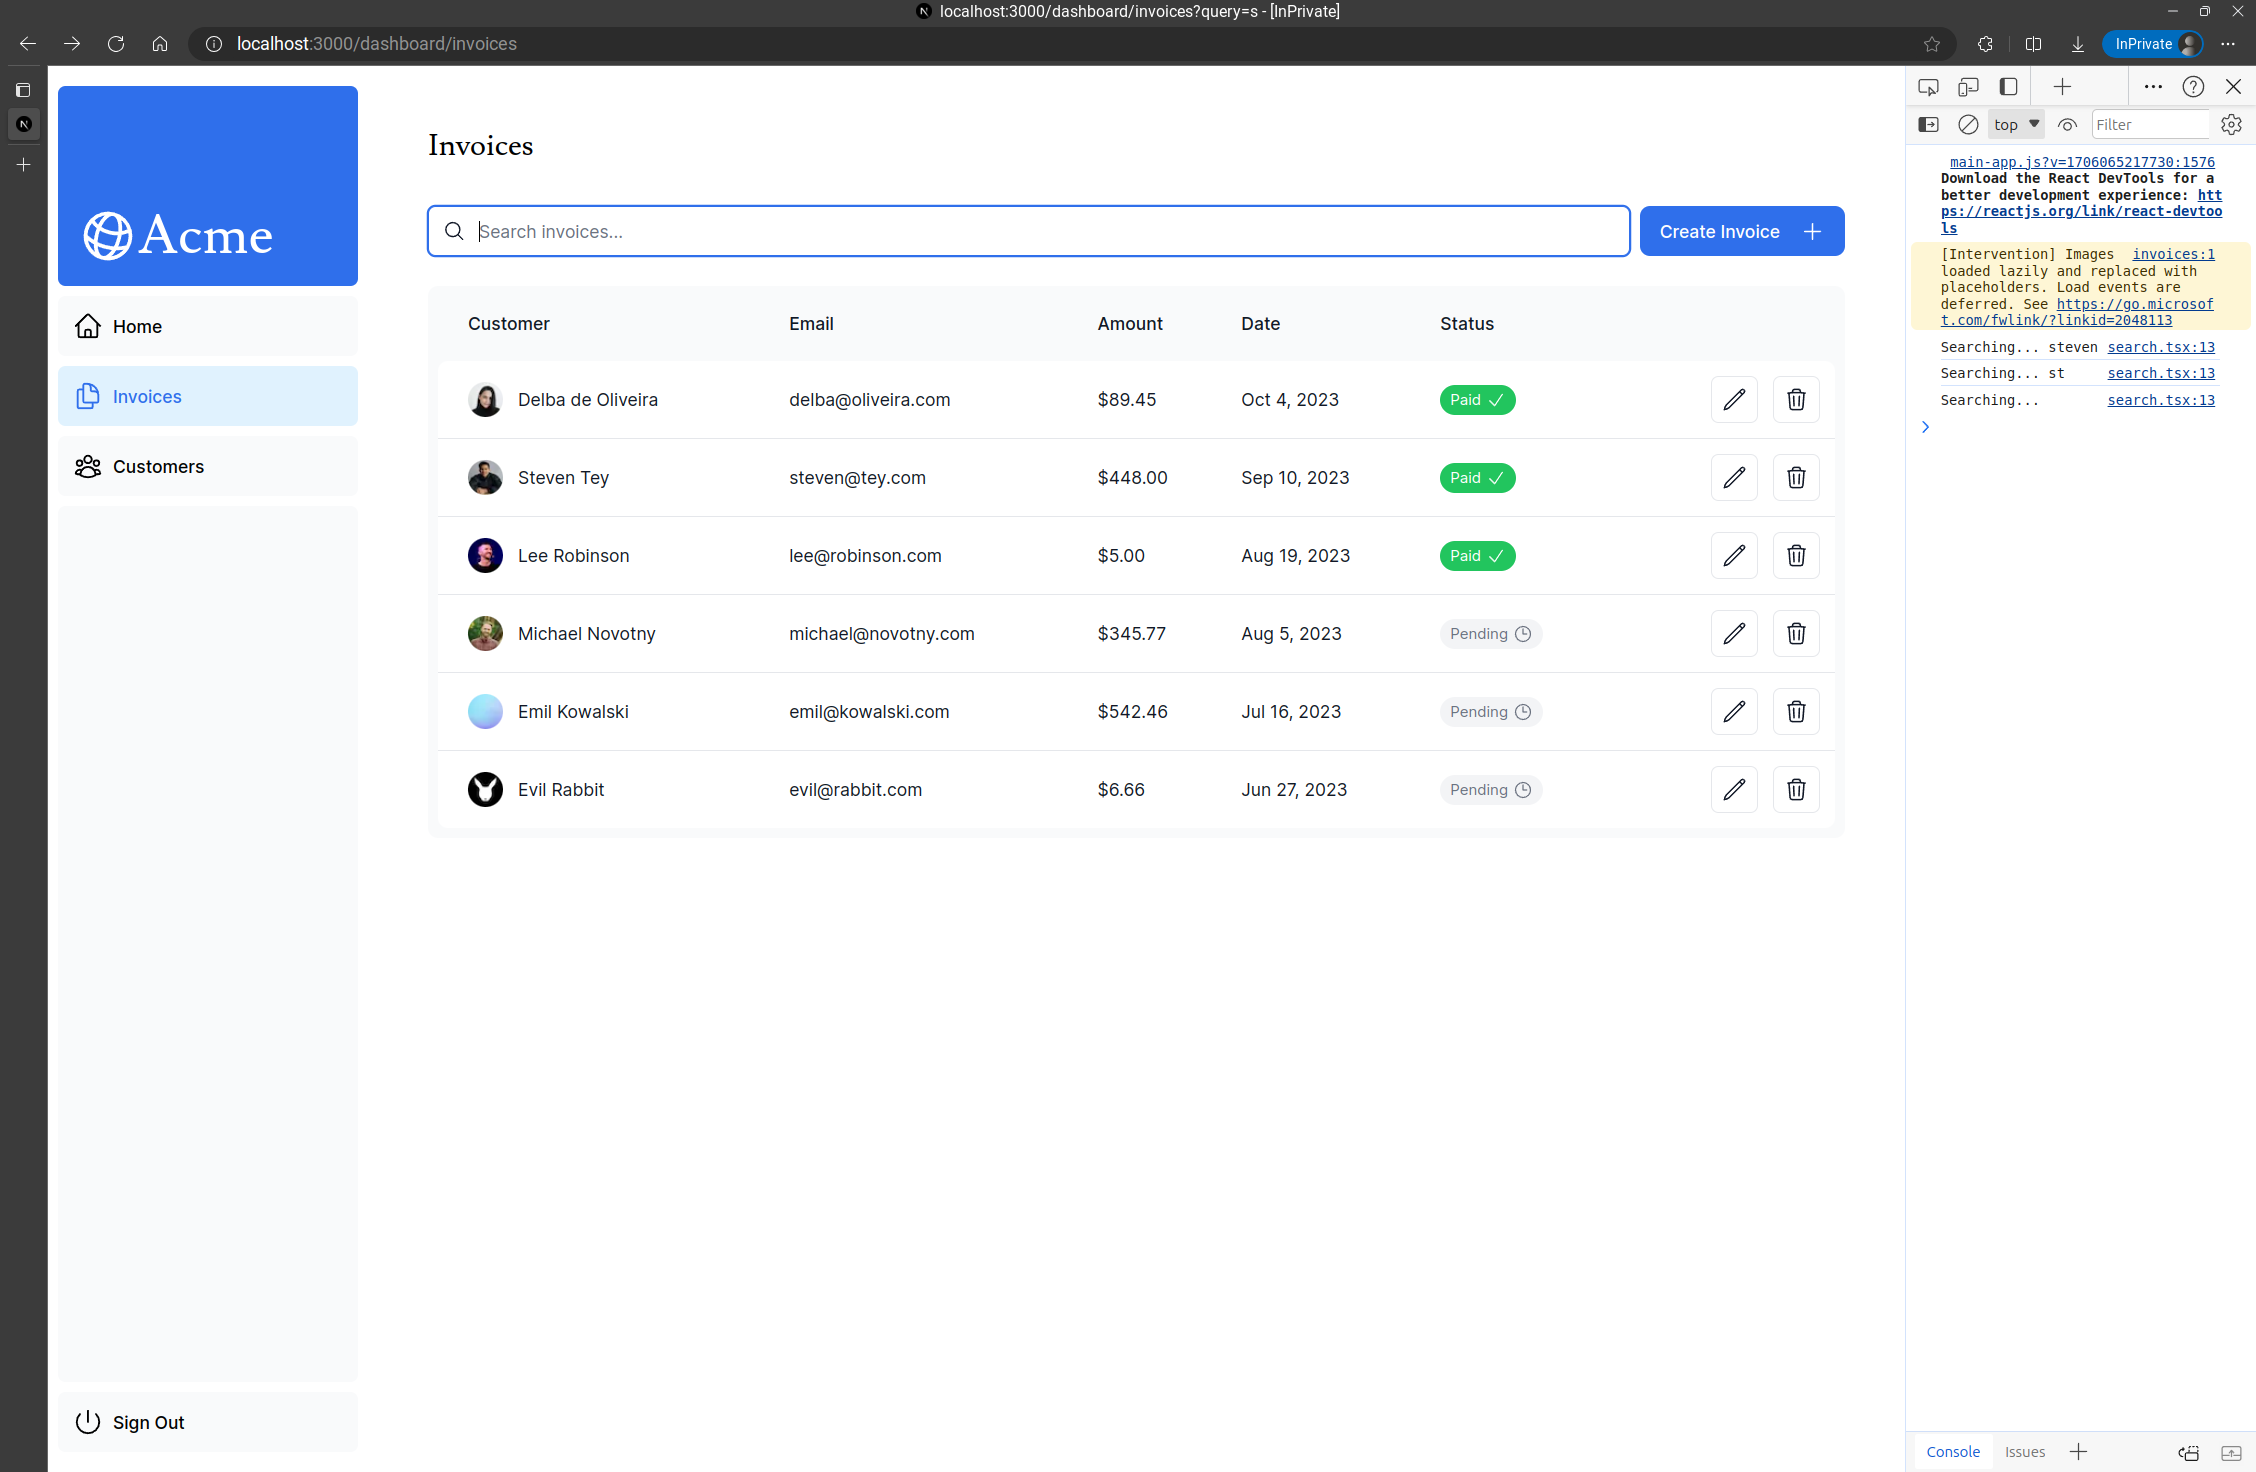 localhost:3000/dashboard/invoices?query=s - [InPrivate]
localhost:3000/dashboard/invoices
InPrivate
Acme
Home
Invoices
Customers
Sign Out
Invoices
Search invoices...
Create Invoice
Customer Email Amount Date Status
Delba de Oliveira delba@oliveira.com $89.45 Oct 4, 2023 Paid
Steven Tey steven@tey.com $448.00 Sep 10, 2023 Paid
Lee Robinson lee@robinson.com $5.00 Aug 19, 2023 Paid
Michael Novotny michael@novotny.com $345.77 Aug 5, 2023 Pending
Emil Kowalski emil@kowalski.com $542.46 Jul 16, 2023 Pending
Evil Rabbit evil@rabbit.com $6.66 Jun 27, 2023 Pending
top Filter
main-app.js?v=1706065217730:1576
Download the React DevTools for a
better development experience: htt
ps://reactjs.org/link/react-devtoo
ls
[Intervention] Images invoices:1
loaded lazily and replaced with
placeholders. Load events are
deferred. See https://go.microsof
t.com/fwlink/?linkid=2048113
Searching... steven search.tsx:13
Searching... st search.tsx:13
Searching... search.tsx:13
Console Issues